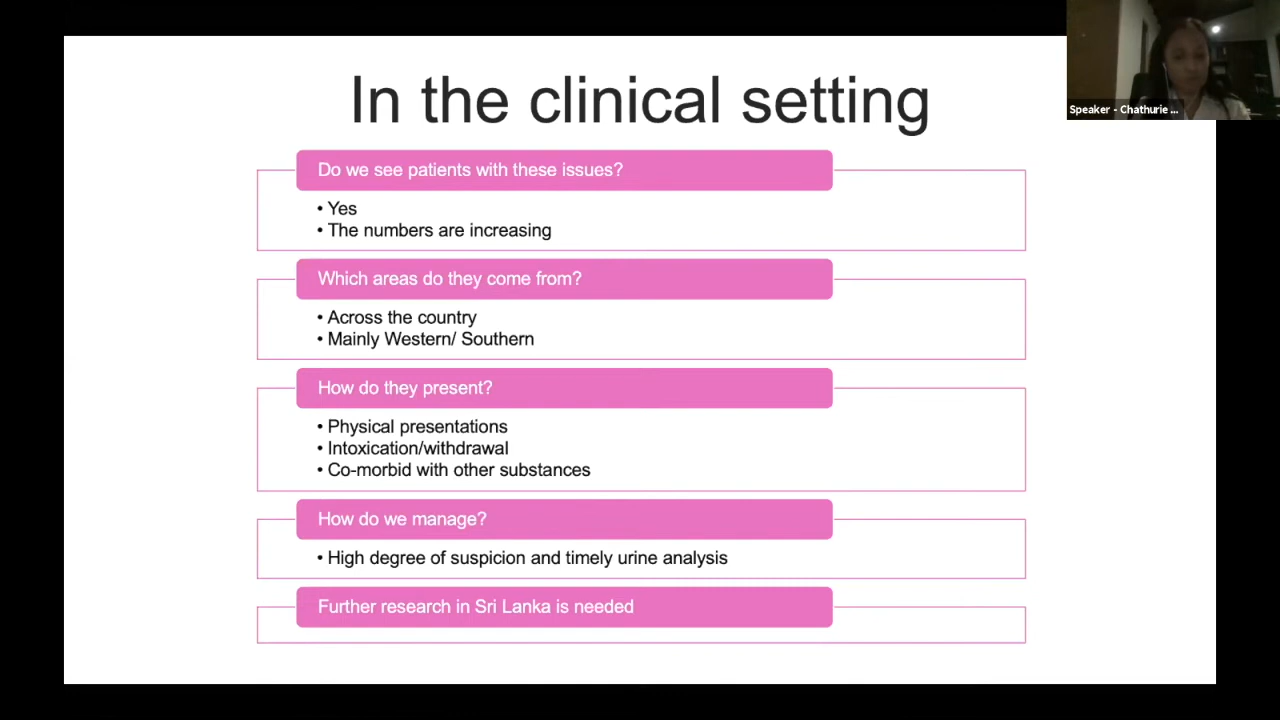 In the clinical setting
Speaker - Chathurie ...
Do we see patients with these issues?
• Yes
• The numbers are increasing
Which areas do they come from?
• Across the country
• Mainly Western/ Southern
How do they present?
• Physical presentations
• Intoxication/withdrawal
• Co-morbid with other substances
How do we manage?
• High degree of suspicion and timely urine analysis
Further research in Sri Lanka is needed